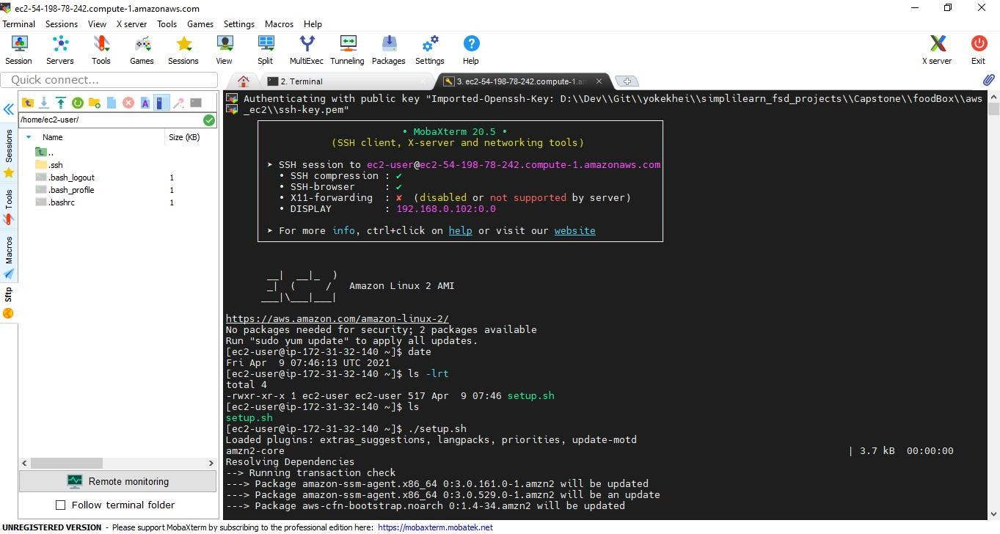 ec2-54-198-78-242.compute-1.amazonaws.com
Terminal Sessions View X server Tools Games Settings Macros Help
Session Servers Tools Games Sessions View Split MultiExec Tunneling Packages Settings Help X server Exit
Quick connect...
2. Terminal
3. ec2-54-198-78-242.compute-1.a
/home/ec2-user/
Name Size (KB)
..
.ssh
.bash_logout 1
.bash_profile 1
.bashrc 1
Sessions
Tools
Macros
Sftp
Remote monitoring
Follow terminal folder
Authenticating with public key "Imported-Openssh-Key: D:\\Dev\\Git\\yokekhei\\simplilearn_fsd_projects\\Capstone\\foodBox\\aws
_ec2\\ssh-key.pem"
• MobaXterm 20.5 •
(SSH client, X-server and networking tools)
➤ SSH session to ec2-user@ec2-54-198-78-242.compute-1.amazonaws.com
• SSH compression : ✔
• SSH-browser : ✔
• X11-forwarding : ✘ (disabled or not supported by server)
• DISPLAY : 192.168.0.102:0.0
➤ For more info, ctrl+click on help or visit our website
__| __|_ )
_| ( / Amazon Linux 2 AMI
___|\___|___|
https://aws.amazon.com/amazon-linux-2/
No packages needed for security; 2 packages available
Run "sudo yum update" to apply all updates.
[ec2-user@ip-172-31-32-140 ~]$ date
Fri Apr  9 07:46:13 UTC 2021
[ec2-user@ip-172-31-32-140 ~]$ ls -lrt
total 4
-rwxr-xr-x 1 ec2-user ec2-user 517 Apr  9 07:46 setup.sh
[ec2-user@ip-172-31-32-140 ~]$ ls
setup.sh
[ec2-user@ip-172-31-32-140 ~]$ ./setup.sh
Loaded plugins: extras_suggestions, langpacks, priorities, update-motd
amzn2-core | 3.7 kB  00:00:00
Resolving Dependencies
--> Running transaction check
---> Package amazon-ssm-agent.x86_64 0:3.0.161.0-1.amzn2 will be updated
---> Package amazon-ssm-agent.x86_64 0:3.0.529.0-1.amzn2 will be an update
---> Package aws-cfn-bootstrap.noarch 0:1.4-34.amzn2 will be updated
UNREGISTERED VERSION - Please support MobaXterm by subscribing to the professional edition here: https://mobaxterm.mobatek.net